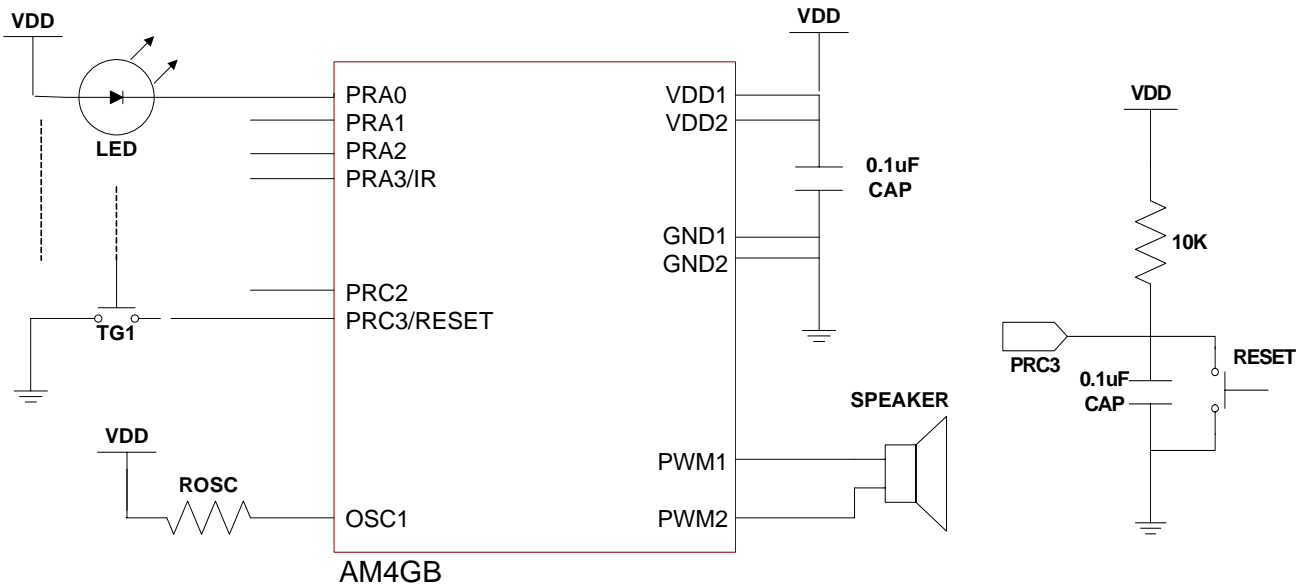 VDD
LED
PRA0
PRA1
PRA2
PRA3/IR
PRC2
PRC3/RESET
TG1
VDD
ROSC
OSC1
VDD
VDD1
VDD2
0.1uF
CAP
GND1
GND2
SPEAKER
PWM1
PWM2
AM4GB
VDD
10K
PRC3
0.1uF
CAP
RESET